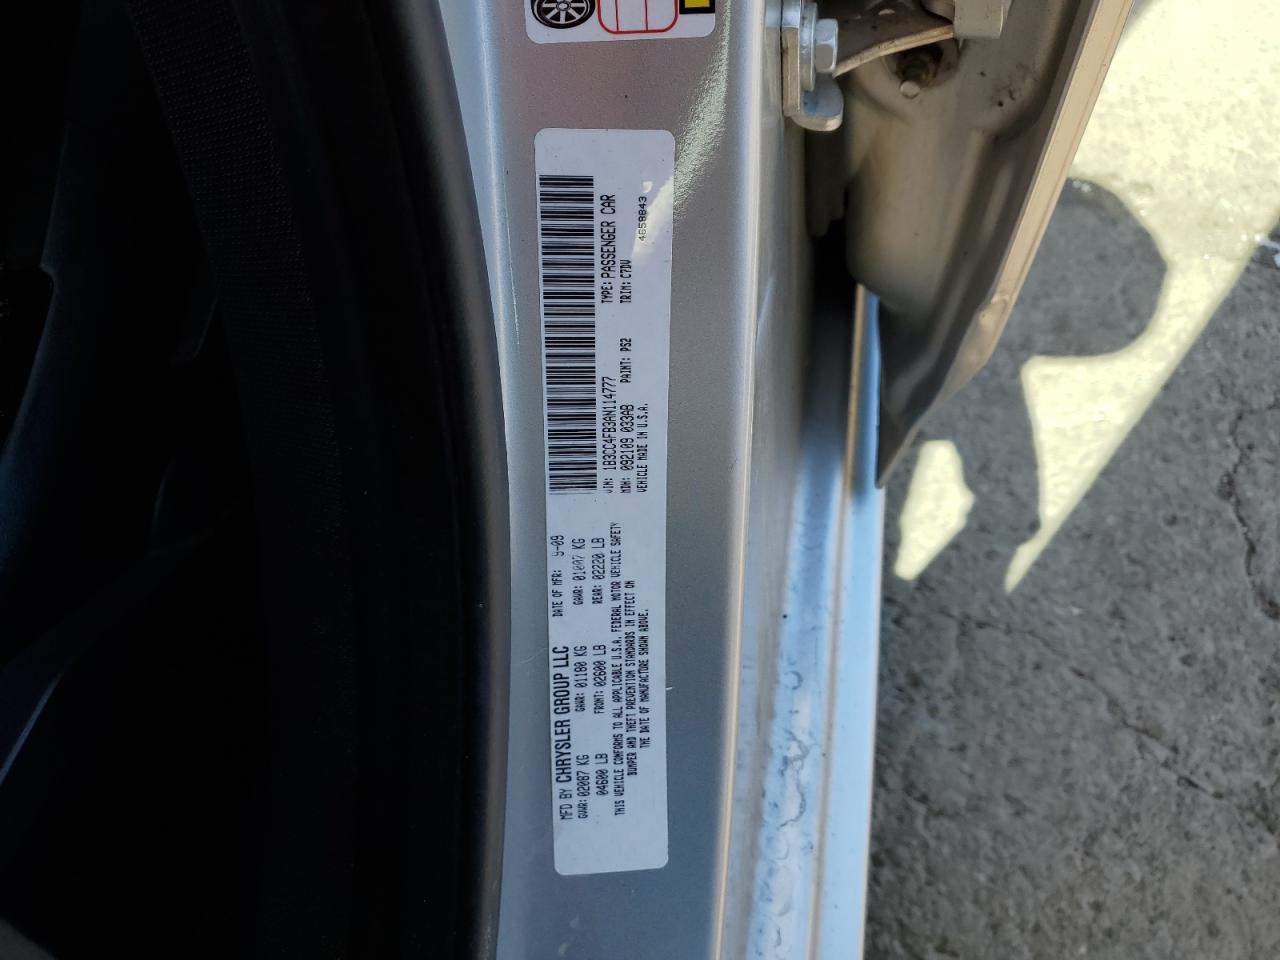 MFD BY CHRYSLER GROUP LLC DATE OF MFR: 9-09
GVWR: 02087 KG GAWR: 01180 KG GAWR: 01007 KG
04600 LB FRONT: 02600 LB REAR: 02220 LB
THIS VEHICLE CONFORMS TO ALL APPLICABLE U.S.A. FEDERAL MOTOR VEHICLE SAFETY
BUMPER AND THEFT PREVENTION STANDARDS IN EFFECT ON
THE DATE OF MANUFACTURE SHOWN ABOVE.
VIN: 1B3CC4FB3AN114777 TYPE: PASSENGER CAR
MDH: 092109 033AB PAINT: PS2 TRIM: C7DV
VEHICLE MADE IN U.S.A. 4658843